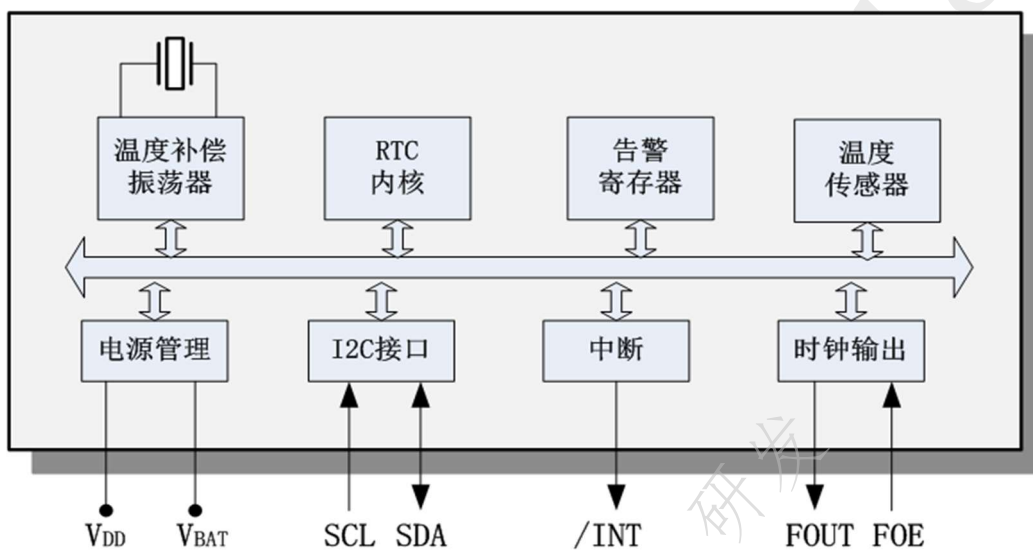 温度补偿
振荡器
RTC
内核
告警
寄存器
温度
传感器
电源管理
I2C接口
中断
时钟输出
VDD
VBAT
SCL
SDA
/INT
FOUT
FOE
研发